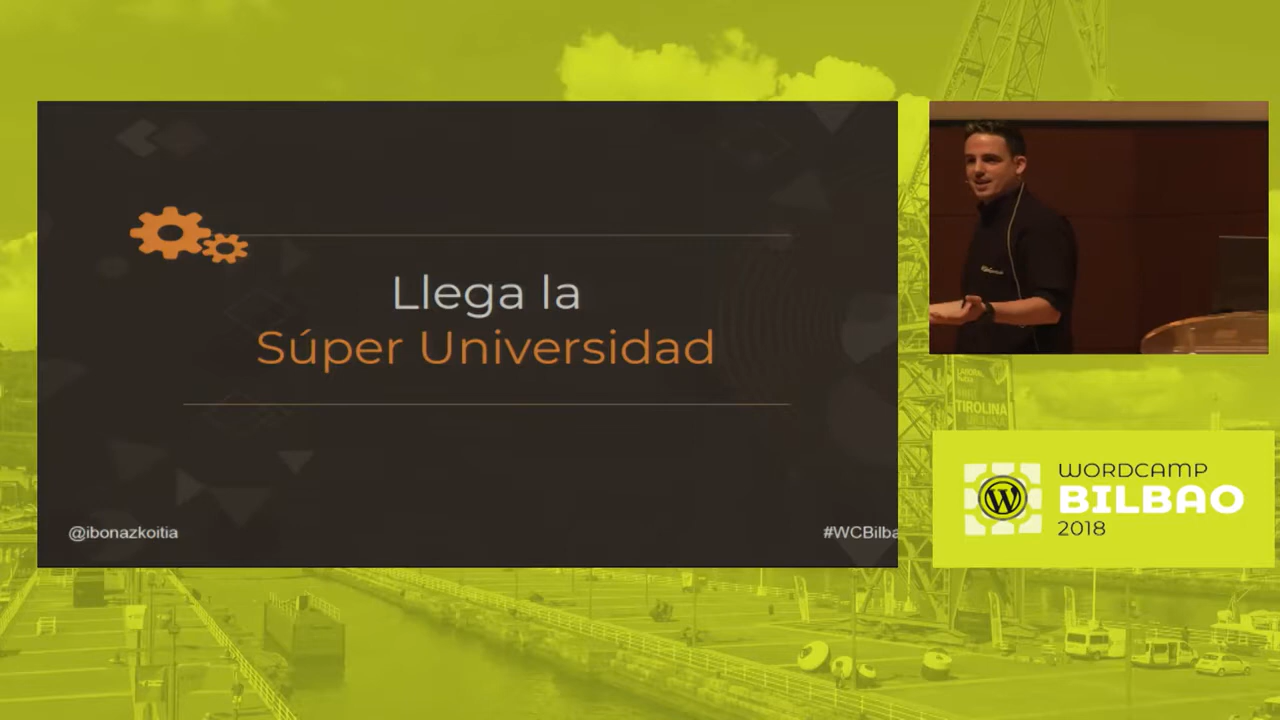 Llega la
Súper Universidad
@ibonazkoitia
#WCBilba
TIROLINA
WORDCAMP
BILBAO
2018